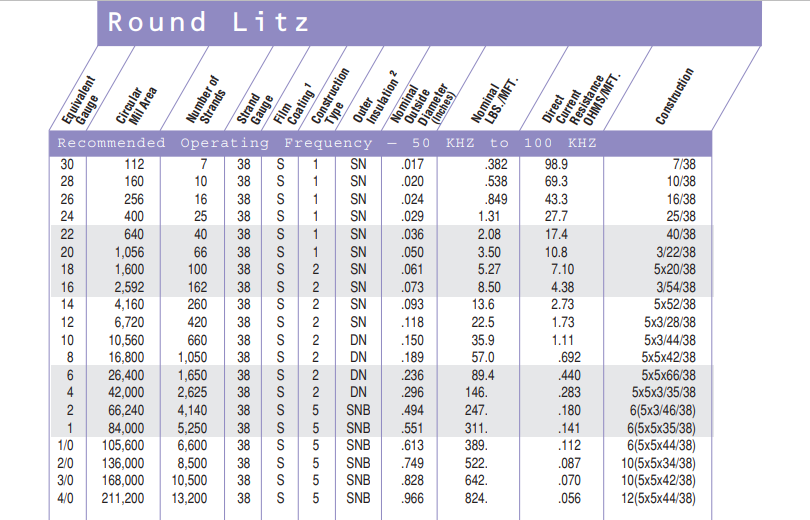 Round Litz
Equivalent Gauge
Circular Mil Area
Number of Strands
Strand Gauge
Film Coating 1
Construction Type
Outer Insulation 2
Nominal Outside Diameter (inches)
Nominal LBS./MFT.
Direct Current Resistance OHMS/MFT.
Construction
Recommended Operating Frequency — 50 KHZ to 100 KHZ
30 112 7 38 S 1 SN .017 .382 98.9 7/38
28 160 10 38 S 1 SN .020 .538 69.3 10/38
26 256 16 38 S 1 SN .024 .849 43.3 16/38
24 400 25 38 S 1 SN .029 1.31 27.7 25/38
22 640 40 38 S 1 SN .036 2.08 17.4 40/38
20 1,056 66 38 S 1 SN .050 3.50 10.8 3/22/38
18 1,600 100 38 S 2 SN .061 5.27 7.10 5x20/38
16 2,592 162 38 S 2 SN .073 8.50 4.38 3/54/38
14 4,160 260 38 S 2 SN .093 13.6 2.73 5x52/38
12 6,720 420 38 S 2 SN .118 22.5 1.73 5x3/28/38
10 10,560 660 38 S 2 DN .150 35.9 1.11 5x3/44/38
8 16,800 1,050 38 S 2 DN .189 57.0 .692 5x5x42/38
6 26,400 1,650 38 S 2 DN .236 89.4 .440 5x5x66/38
4 42,000 2,625 38 S 2 DN .296 146. .283 5x5x3/35/38
2 66,240 4,140 38 S 5 SNB .494 247. .180 6(5x3/46/38)
1 84,000 5,250 38 S 5 SNB .551 311. .141 6(5x5x35/38)
1/0 105,600 6,600 38 S 5 SNB .613 389. .112 6(5x5x44/38)
2/0 136,000 8,500 38 S 5 SNB .749 522. .087 10(5x5x34/38)
3/0 168,000 10,500 38 S 5 SNB .828 642. .070 10(5x5x42/38)
4/0 211,200 13,200 38 S 5 SNB .966 824. .056 12(5x5x44/38)